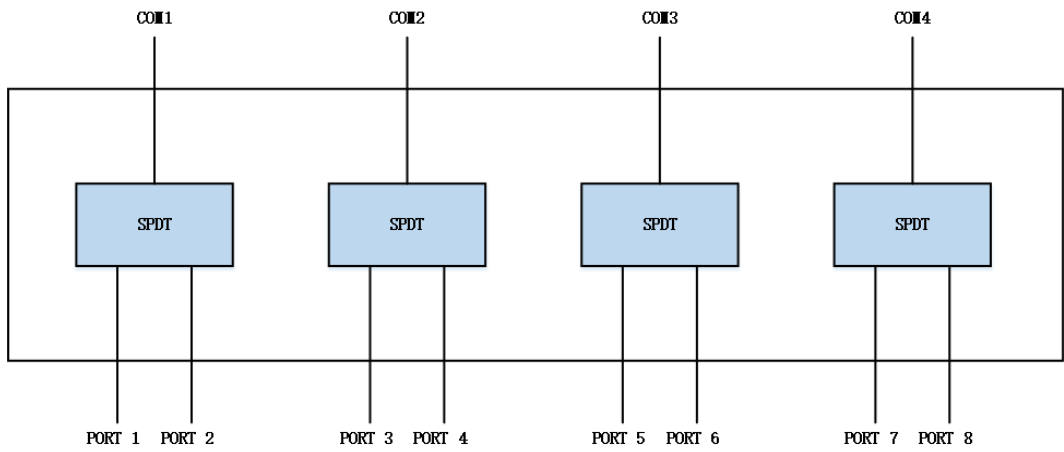 COM1 COM2 COM3 COM4
SPDT SPDT SPDT SPDT
PORT 1 PORT 2 PORT 3 PORT 4 PORT 5 PORT 6 PORT 7 PORT 8